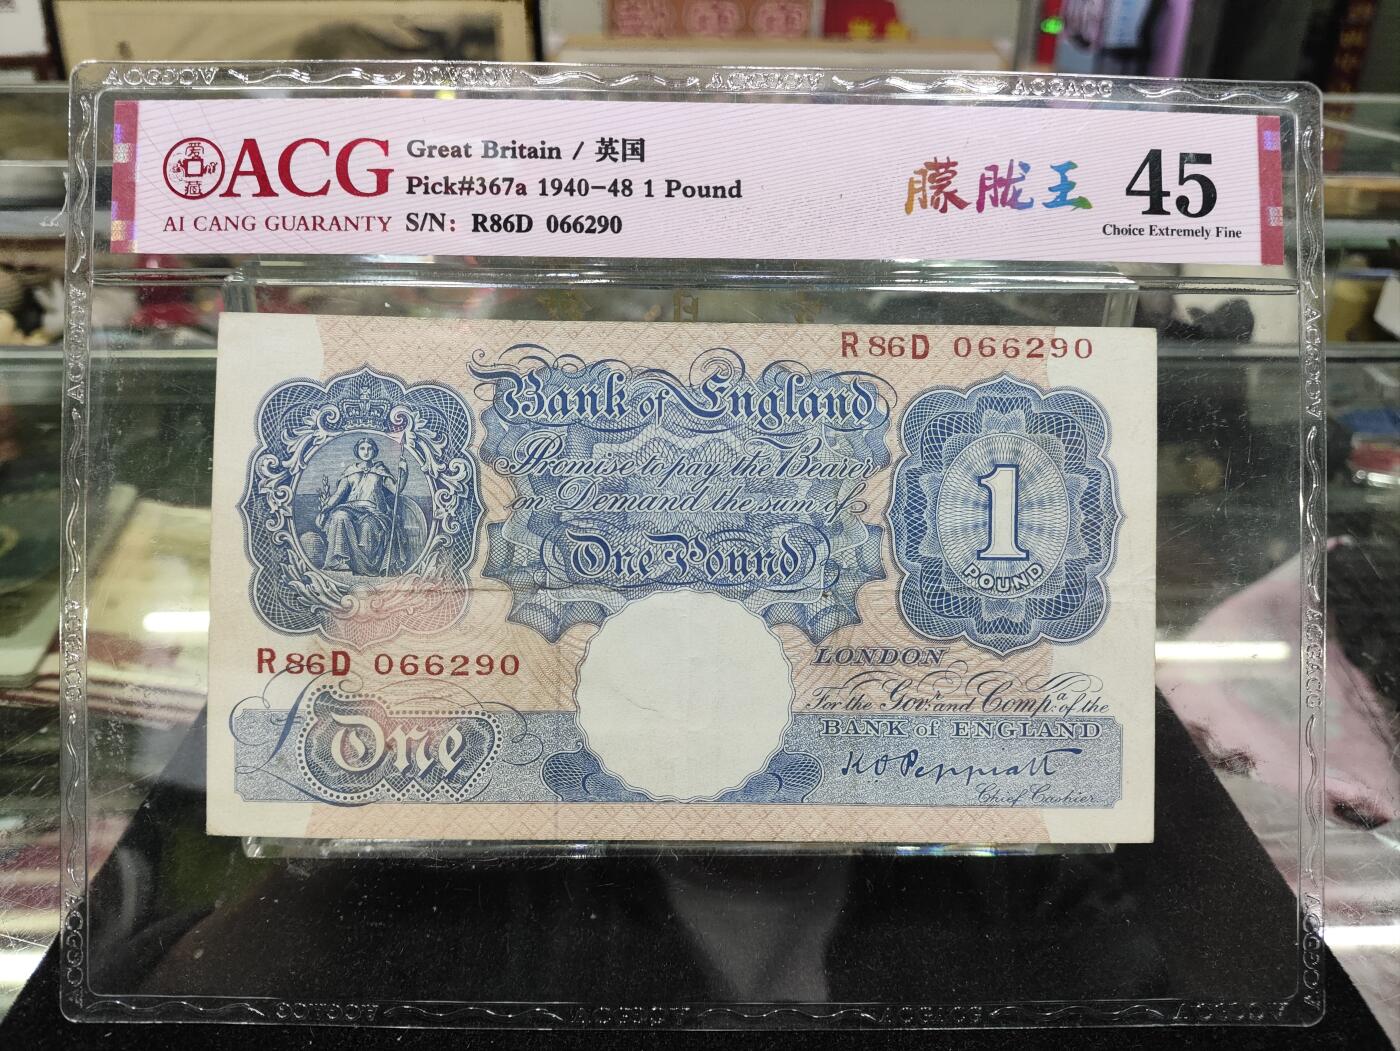 ACG
爱藏
AI CANG GUARANTY
Great Britain / 英国
Pick#367a 1940-48 1 Pound
S/N: R86D 066290
朦胧王
45
Choice Extremely Fine
R86D 066290
Bank of England
Promise to pay the Bearer
on Demand the sum of
One Pound
1
POUND
R86D 066290
LONDON
For the Govr. and Compa. of the
BANK of ENGLAND
K O Peppiatt
Chief Cashier.
£ One